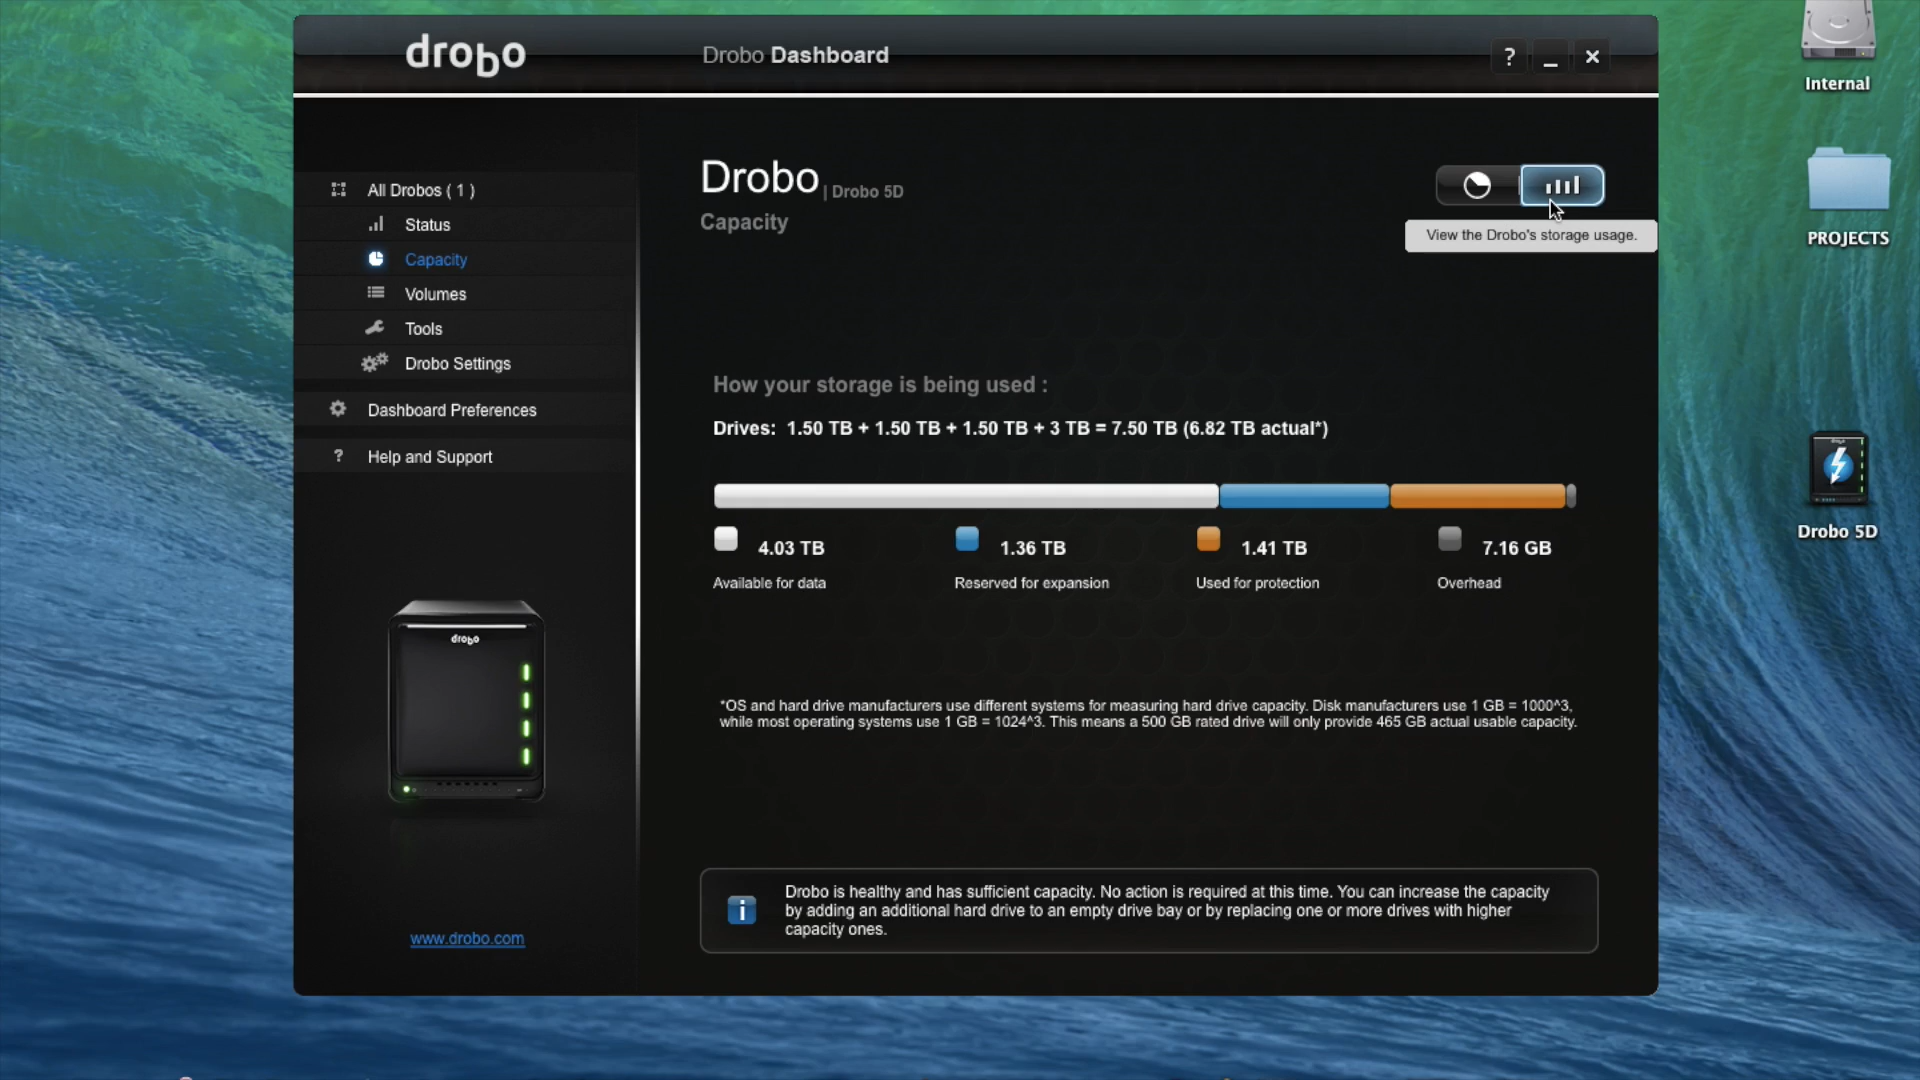 drobo
Drobo Dashboard
?
Internal
All Drobos ( 1 )
Status
Capacity
Volumes
Tools
Drobo Settings
Dashboard Preferences
? Help and Support
drobo
www.drobo.com
Drobo | Drobo 5D
Capacity
View the Drobo's storage usage.
How your storage is being used :
Drives: 1.50 TB + 1.50 TB + 1.50 TB + 3 TB = 7.50 TB (6.82 TB actual*)
4.03 TB 1.36 TB 1.41 TB 7.16 GB
Available for data Reserved for expansion Used for protection Overhead
*OS and hard drive manufacturers use different systems for measuring hard drive capacity. Disk manufacturers use 1 GB = 1000^3,
while most operating systems use 1 GB = 1024^3. This means a 500 GB rated drive will only provide 465 GB actual usable capacity.
i
Drobo is healthy and has sufficient capacity. No action is required at this time. You can increase the capacity
by adding an additional hard drive to an empty drive bay or by replacing one or more drives with higher
capacity ones.
PROJECTS
Drobo 5D